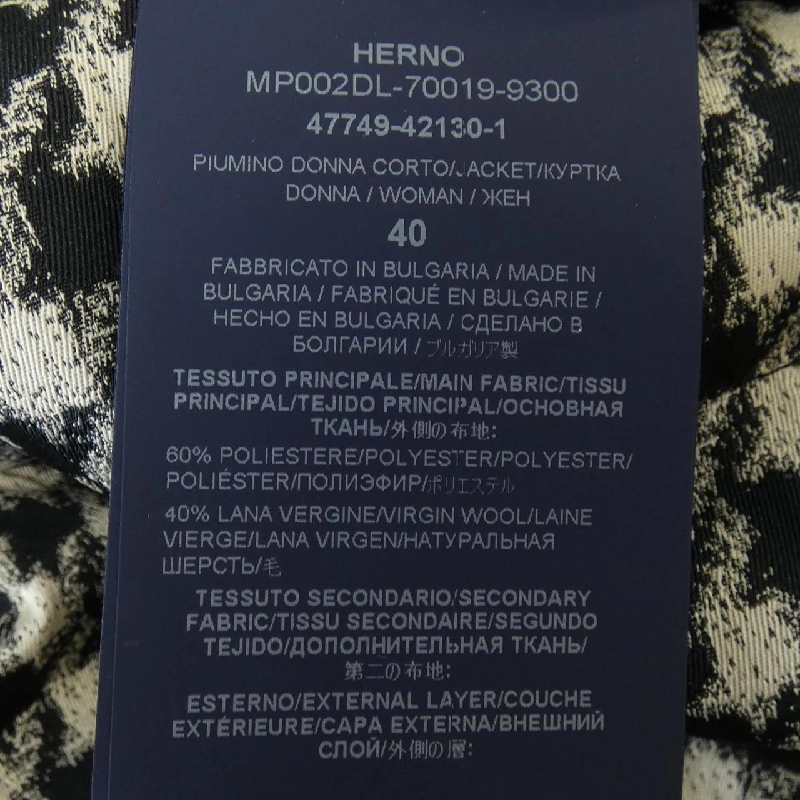 HERNO
MP002DL-70019-9300
47749-42130-1
PIUMINO DONNA CORTO/JACKET/КУРТКА
DONNA / WOMAN / ЖЕН
40
FABBRICATO IN BULGARIA / MADE IN
BULGARIA / FABRIQUÉ EN BULGARIE /
HECHO EN BULGARIA / СДЕЛАНО В
БОЛГАРИИ / ブルガリア製
TESSUTO PRINCIPALE/MAIN FABRIC/TISSU
PRINCIPAL/TEJIDO PRINCIPAL/ОСНОВНАЯ
ТКАНЬ/外側の布地:
60% POLIESTERE/POLYESTER/POLYESTER/
POLIÉSTER/ПОЛИЭФИР/ポリエステル
40% LANA VERGINE/VIRGIN WOOL/LAINE
VIERGE/LANA VIRGEN/НАТУРАЛЬНАЯ
ШЕРСТЬ/毛
TESSUTO SECONDARIO/SECONDARY
FABRIC/TISSU SECONDAIRE/SEGUNDO
TEJIDO/ДОПОЛНИТЕЛЬНАЯ ТКАНЬ/
第二の布地:
ESTERNO/EXTERNAL LAYER/COUCHE
EXTÉRIEURE/CAPA EXTERNA/ВНЕШНИЙ
СЛОЙ/外側の層: